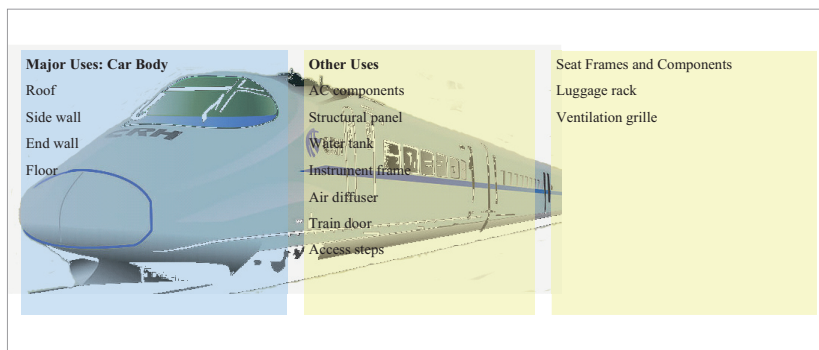 Major Uses: Car Body
Roof
Side wall
End wall
Floor
CRH
Other Uses
AC components
Structural panel
Water tank
Instrument frame
Air diffuser
Train door
Access steps
Seat Frames and Components
Luggage rack
Ventilation grille